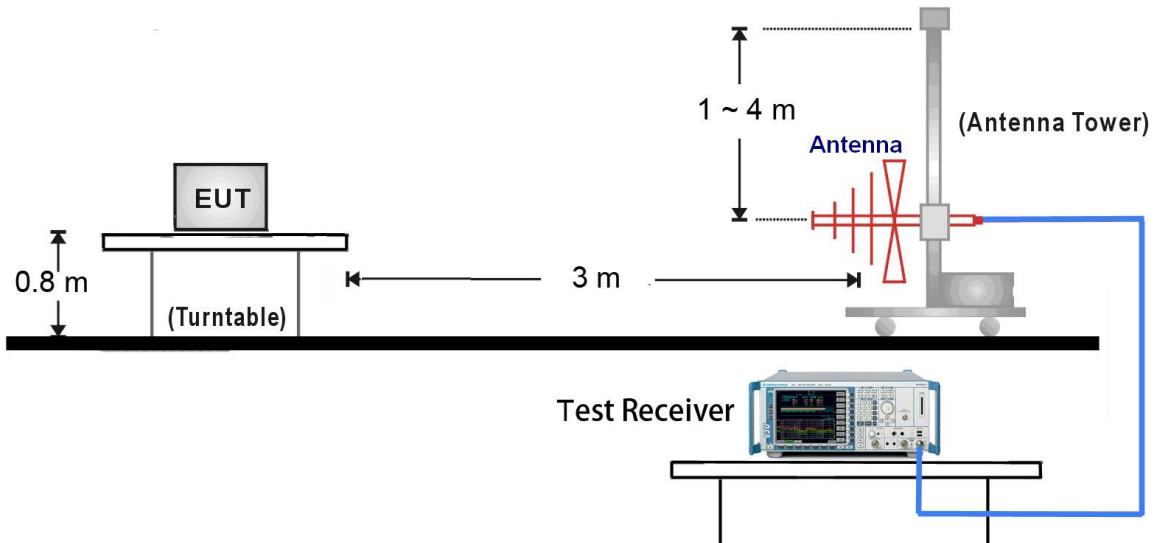 1 ~ 4 m
(Antenna Tower)
Antenna
EUT
0.8 m
3 m
(Turntable)
Test Receiver